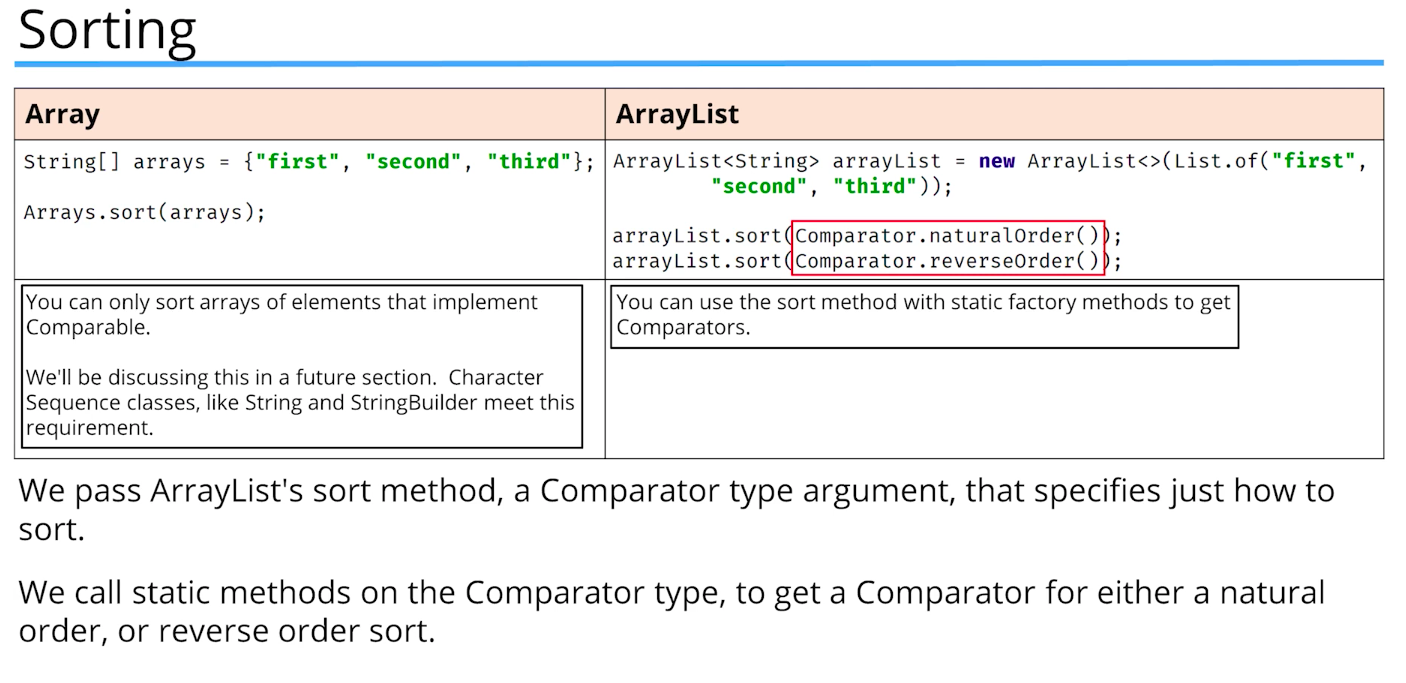 Sorting
Array
ArrayList
String[] arrays = {"first", "second", "third"};
Arrays.sort(arrays);
ArrayList<String> arrayList = new ArrayList<>(List.of("first",
"second", "third"));
arrayList.sort(Comparator.naturalOrder());
arrayList.sort(Comparator.reverseOrder());
You can only sort arrays of elements that implement
Comparable.
We'll be discussing this in a future section. Character
Sequence classes, like String and StringBuilder meet this
requirement.
You can use the sort method with static factory methods to get
Comparators.
We pass ArrayList's sort method, a Comparator type argument, that specifies just how to
sort.
We call static methods on the Comparator type, to get a Comparator for either a natural
order, or reverse order sort.